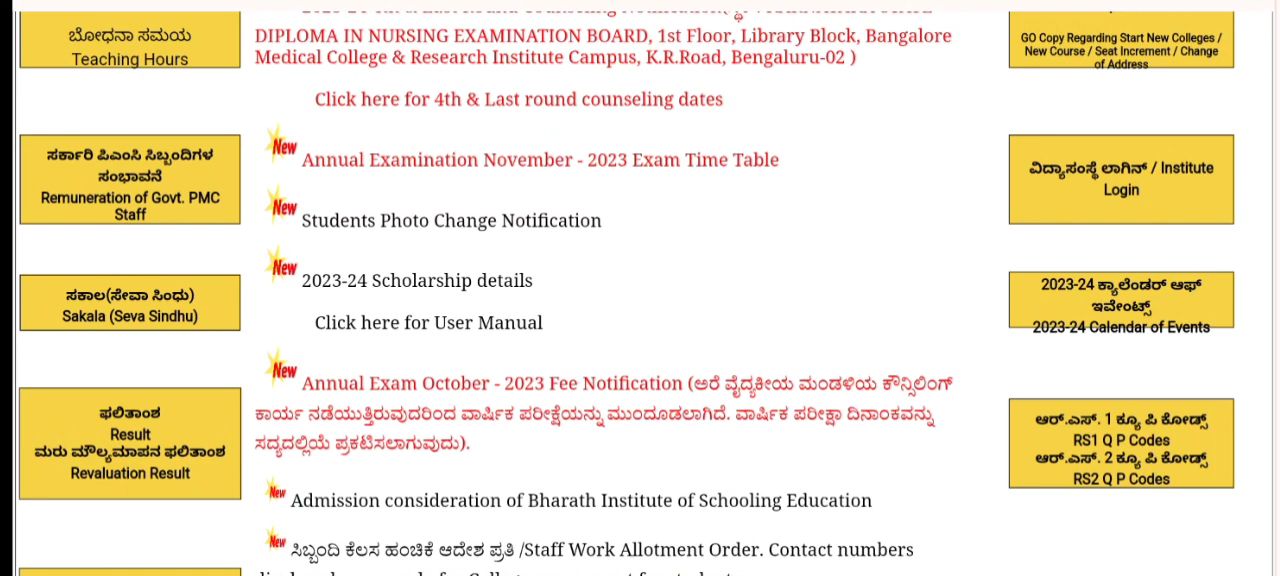 ಬೋಧನಾ ಸಮಯ
Teaching Hours
ಸರ್ಕಾರಿ ಪಿಎಂಸಿ ಸಿಬ್ಬಂದಿಗಳ
ಸಂಭಾವನೆ
Remuneration of Govt. PMC
Staff
ಸಕಾಲ(ಸೇವಾ ಸಿಂಧು)
Sakala (Seva Sindhu)
ಫಲಿತಾಂಶ
Result
ಮರು ಮೌಲ್ಯಮಾಪನ ಫಲಿತಾಂಶ
Revaluation Result
DIPLOMA IN NURSING EXAMINATION BOARD, 1st Floor, Library Block, Bangalore
Medical College & Research Institute Campus, K.R.Road, Bengaluru-02 )
Click here for 4th & Last round counseling dates
New Annual Examination November - 2023 Exam Time Table
New Students Photo Change Notification
New 2023-24 Scholarship details
Click here for User Manual
New Annual Exam October - 2023 Fee Notification (ಅರೆ ವೈದ್ಯಕೀಯ ಮಂಡಳಿಯ ಕೌನ್ಸಿಲಿಂಗ್
ಕಾರ್ಯ ನಡೆಯುತ್ತಿರುವುದರಿಂದ ವಾರ್ಷಿಕ ಪರೀಕ್ಷೆಯನ್ನು ಮುಂದೂಡಲಾಗಿದೆ. ವಾರ್ಷಿಕ ಪರೀಕ್ಷಾ ದಿನಾಂಕವನ್ನು
ಸದ್ಯದಲ್ಲಿಯೆ ಪ್ರಕಟಿಸಲಾಗುವುದು).
New Admission consideration of Bharath Institute of Schooling Education
New ಸಿಬ್ಬಂದಿ ಕೆಲಸ ಹಂಚಿಕೆ ಆದೇಶ ಪ್ರತಿ /Staff Work Allotment Order. Contact numbers
GO Copy Regarding Start New Colleges /
New Course / Seat Increment / Change
of Address
ವಿದ್ಯಾಸಂಸ್ಥೆ ಲಾಗಿನ್ / Institute
Login
2023-24 ಕ್ಯಾಲೆಂಡರ್ ಆಫ್
ಇವೇಂಟ್ಸ್
2023-24 Calendar of Events
ಆರ್.ಎಸ್. 1 ಕ್ಯೂ ಪಿ ಕೋಡ್ಸ್
RS1 Q P Codes
ಆರ್.ಎಸ್. 2 ಕ್ಯೂ ಪಿ ಕೋಡ್ಸ್
RS2 Q P Codes